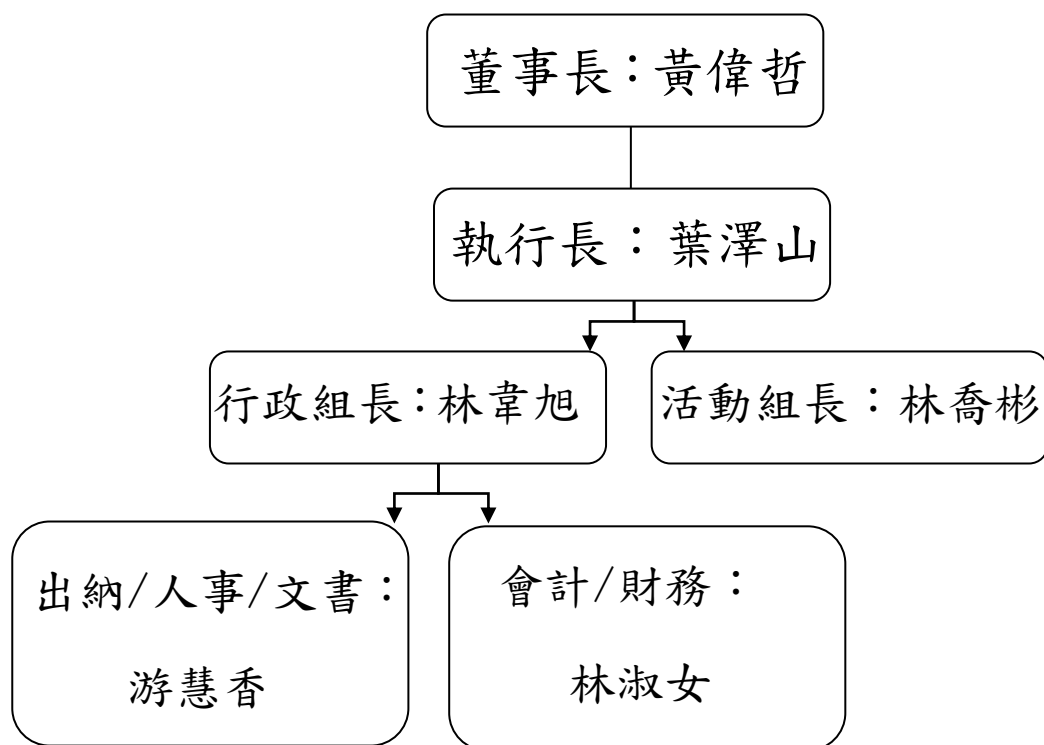 董事長：黃偉哲
執行長：葉澤山
行政組長：林韋旭
活動組長：林喬彬
出納/人事/文書：
游慧香
會計/財務：
林淑女